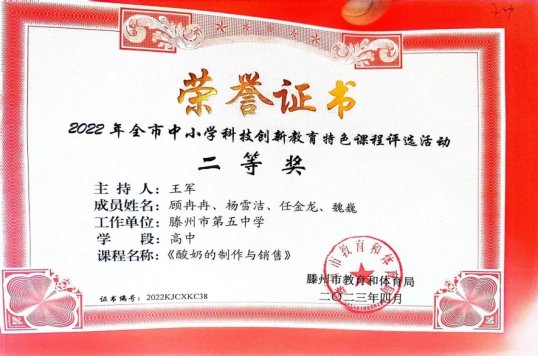 荣誉证书
2022年全市中小学科技创新教育特色课程评选活动
二等奖
主持人：王军
成员姓名：顾冉冉、杨雪洁、任金龙、魏巍
工作单位：滕州市第五中学
学段：高中
课程名称：《酸奶的制作与销售》
滕州市教育和体育局
二〇二三年四月
证书编号：2022KJCXKC38